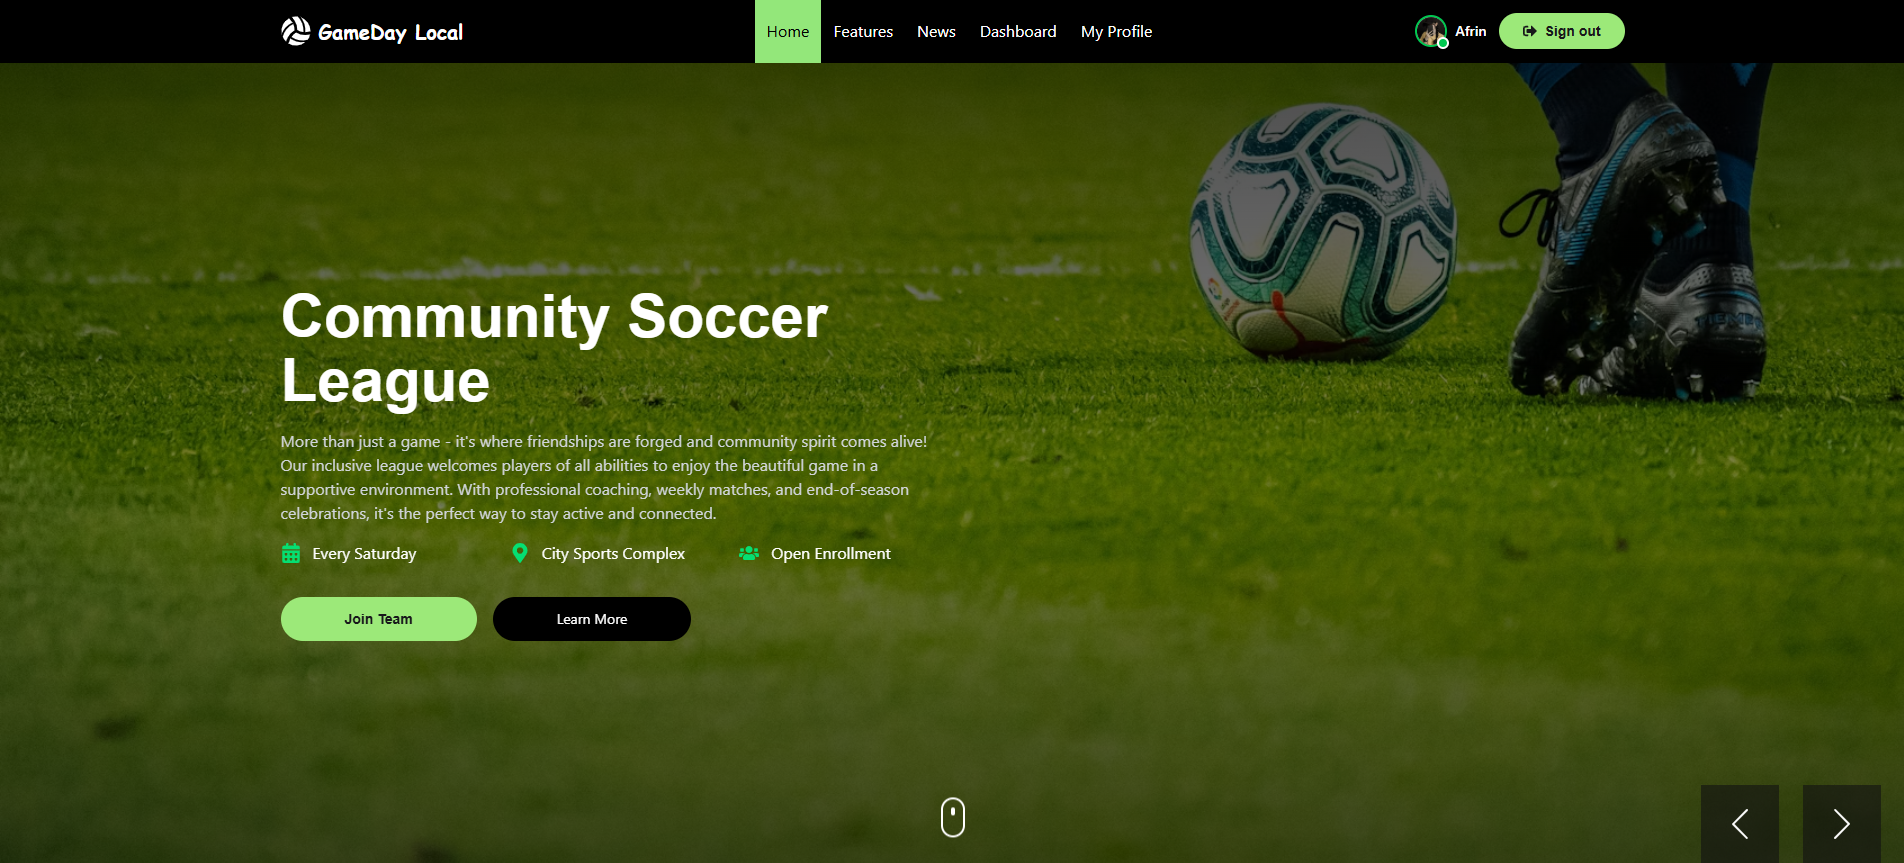 GameDay Local
Home Features News Dashboard My Profile
Afrin Sign out
Community Soccer
League
More than just a game - it's where friendships are forged and community spirit comes alive!
Our inclusive league welcomes players of all abilities to enjoy the beautiful game in a
supportive environment. With professional coaching, weekly matches, and end-of-season
celebrations, it's the perfect way to stay active and connected.
Every Saturday City Sports Complex Open Enrollment
Join Team Learn More